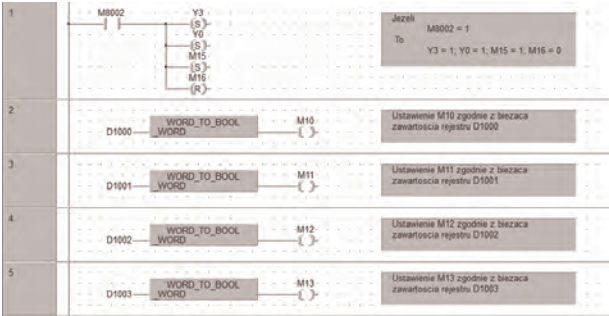 1
M8002
Y3
(S)
Y0
(S)
M15
(S)
M16
(R)
Jezeli
M8002 = 1
To
Y3 = 1; Y0 = 1; M15 = 1; M16 = 0
2
D1000
WORD_TO_BOOL
_WORD
M10
( )
Ustawienie M10 zgodnie z biezaca
zawartoscia rejestru D1000
3
D1001
WORD_TO_BOOL
_WORD
M11
( )
Ustawienie M11 zgodnie z biezaca
zawartoscia rejestru D1001
4
D1002
WORD_TO_BOOL
_WORD
M12
( )
Ustawienie M12 zgodnie z biezaca
zawartoscia rejestru D1002
5
D1003
WORD_TO_BOOL
_WORD
M13
( )
Ustawienie M13 zgodnie z biezaca
zawartoscia rejestru D1003